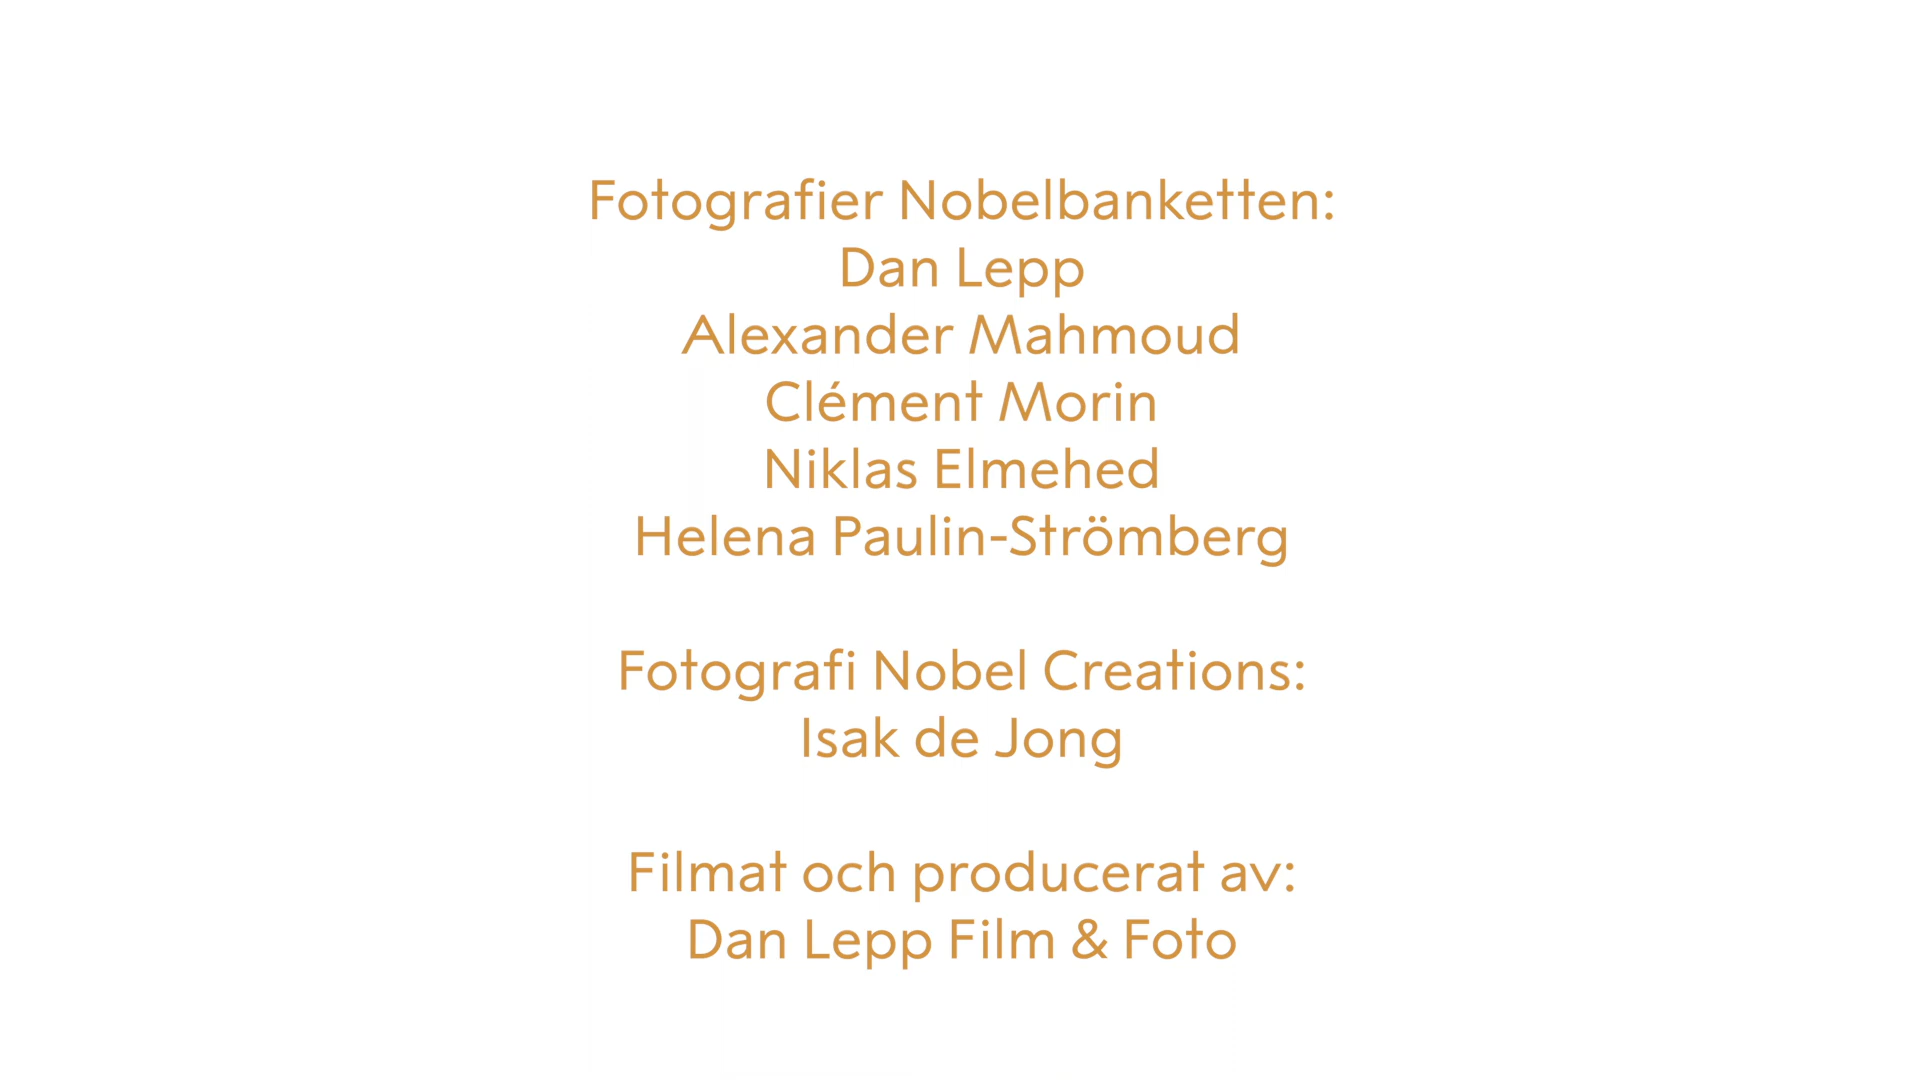 Fotografier Nobelbanketten:
Dan Lepp
Alexander Mahmoud
Clément Morin
Niklas Elmehed
Helena Paulin-Strömberg
Fotografi Nobel Creations:
Isak de Jong
Filmat och producerat av:
Dan Lepp Film & Foto